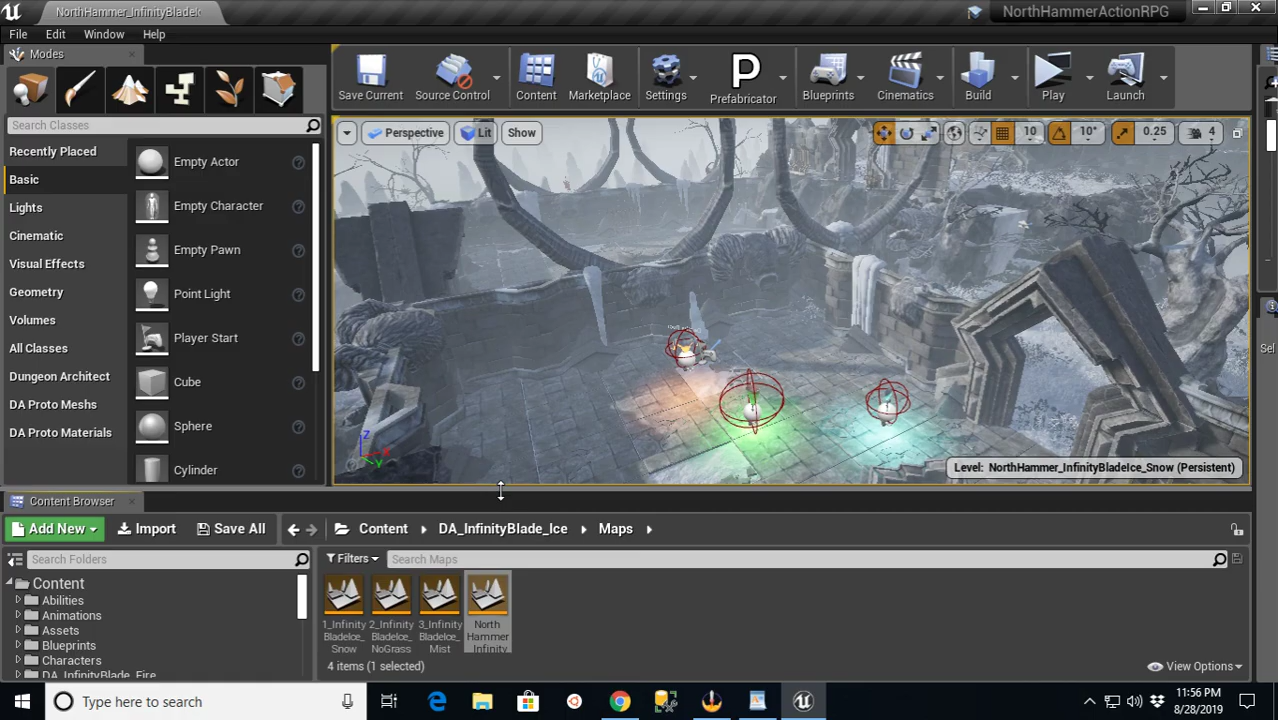 NorthHammer_InfinityBladeIc
NorthHammerActionRPG
File Edit Window Help
Modes
Search Classes
Recently Placed
Basic
Lights
Cinematic
Visual Effects
Geometry
Volumes
All Classes
Dungeon Architect
DA Proto Meshs
DA Proto Materials
Empty Actor
Empty Character
Empty Pawn
Point Light
Player Start
Cube
Sphere
Cylinder
Save Current Source Control Content Marketplace Settings Prefabricator Blueprints Cinematics Build Play Launch
Perspective Lit Show
10 10° 0.25 4
Z
X
Y
Level: NorthHammer_InfinityBladeIce_Snow (Persistent)
Sel
Content Browser
Add New Import Save All Content DA_InfinityBlade_Ice Maps
Search Folders
Filters Search Maps
Content
Abilities
Animations
Assets
Blueprints
Characters
DA_InfinityBlade_Fire
1_Infinity
BladeIce_
Snow
2_Infinity
BladeIce_
NoGrass
3_Infinity
BladeIce_
Mist
North
Hammer_
Infinity
4 items (1 selected)
View Options
Type here to search
11:56 PM
8/28/2019